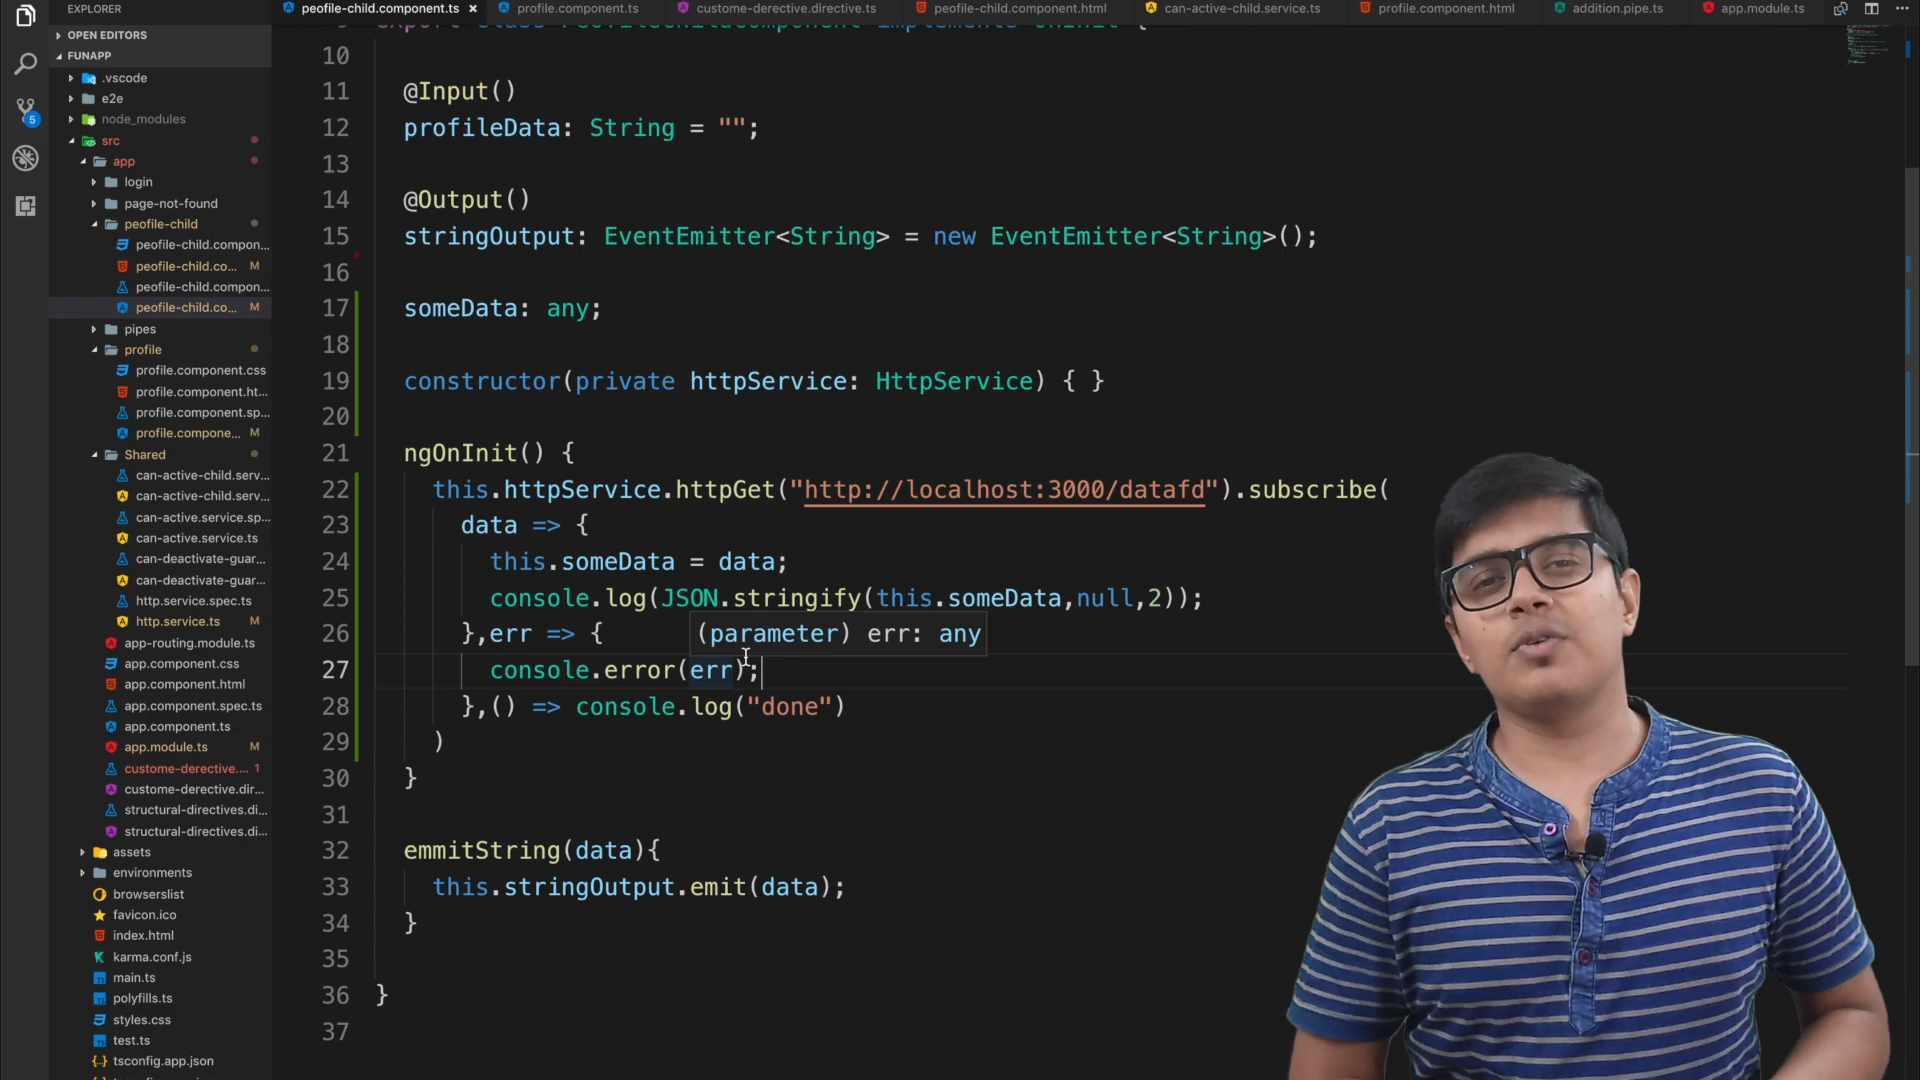 EXPLORER
OPEN EDITORS
FUNAPP
.vscode
e2e
node_modules
src
app
login
page-not-found
peofile-child
peofile-child.compon...
peofile-child.co... M
peofile-child.compon...
peofile-child.co... M
pipes
profile
profile.component.css
profile.component.ht...
profile.component.sp...
profile.compone... M
Shared
can-active-child.serv...
can-active-child.serv...
can-active.service.sp...
can-active.service.ts
can-deactivate-guar...
can-deactivate-guar...
http.service.spec.ts
http.service.ts M
app-routing.module.ts
app.component.css
app.component.html
app.component.spec.ts
app.component.ts
app.module.ts M
custome-derective.... 1
custome-derective.dir...
structural-directives.di...
structural-directives.di...
assets
environments
browserslist
favicon.ico
index.html
karma.conf.js
main.ts
polyfills.ts
styles.css
test.ts
tsconfig.app.json
5
peofile-child.component.ts profile.component.ts custome-derective.directive.ts peofile-child.component.html can-active-child.service.ts profile.component.html addition.pipe.ts app.module.ts
10
11 @Input()
12 profileData: String = "";
13
14 @Output()
15 stringOutput: EventEmitter<String> = new EventEmitter<String>();
16
17 someData: any;
18
19 constructor(private httpService: HttpService) { }
20
21 ngOnInit() {
22 this.httpService.httpGet("http://localhost:3000/datafd").subscribe(
23 data => {
24 this.someData = data;
25 console.log(JSON.stringify(this.someData,null,2));
26 },err => { (parameter) err: any
27 console.error(err);
28 },() => console.log("done")
29 )
30 }
31
32 emmitString(data){
33 this.stringOutput.emit(data);
34 }
35
36 }
37